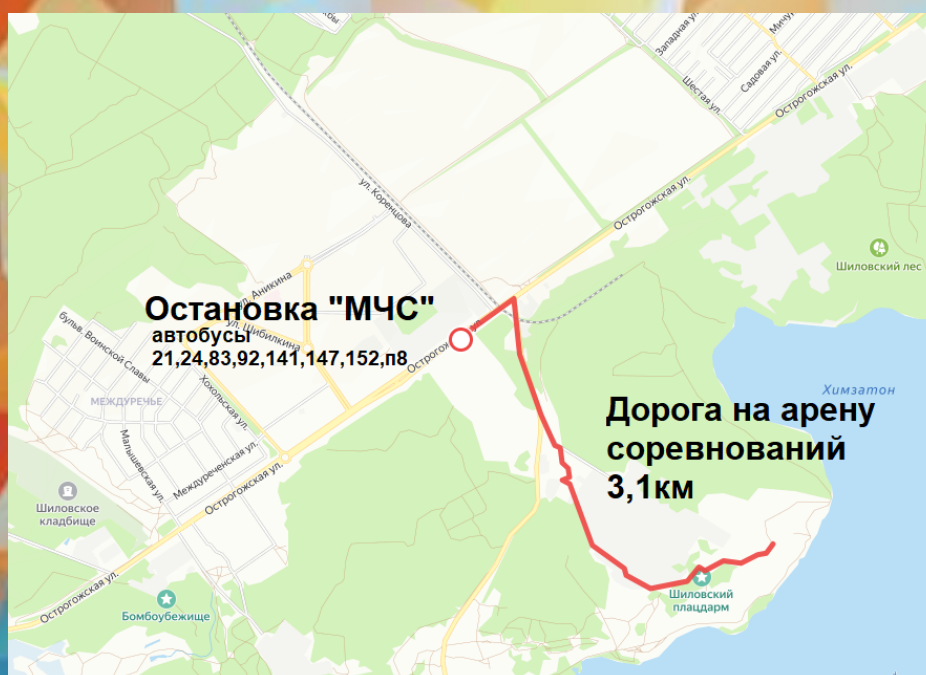 Западная ул.
Мичу
Шестая ул.
Садовая ул.
Острогожская ул.
ул. Коренцова
Острогожская ул.
Шиловский лес
ул. Аникина
Остановка "МЧС"
автобусы
21,24,83,92,141,147,152,п8
ул. Шибилкина
Острогож
бульв. Воинской Славы
Хохольская ул.
МЕЖДУРЕЧЬЕ
Химзатон
Дорога на арену
соревнований
3,1км
Малышевская ул.
Междуреченская ул.
Острогожская ул.
Шиловское
кладбище
Острогожская ул.
Бомбоубежище
Шиловский
плацдарм